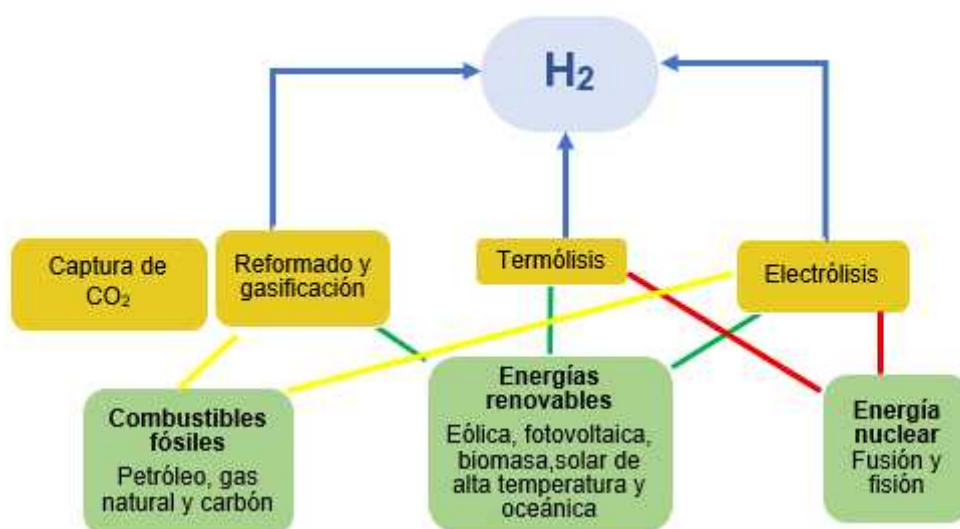 H₂
Captura de
CO₂
Reformado y
gasificación
Termólisis
Electrólisis
Combustibles
fósiles
Petróleo, gas
natural y carbón
Energías
renovables
Eólica, fotovoltaica,
biomasa,solar de
alta temperatura y
oceánica
Energía
nuclear
Fusión y
fisión